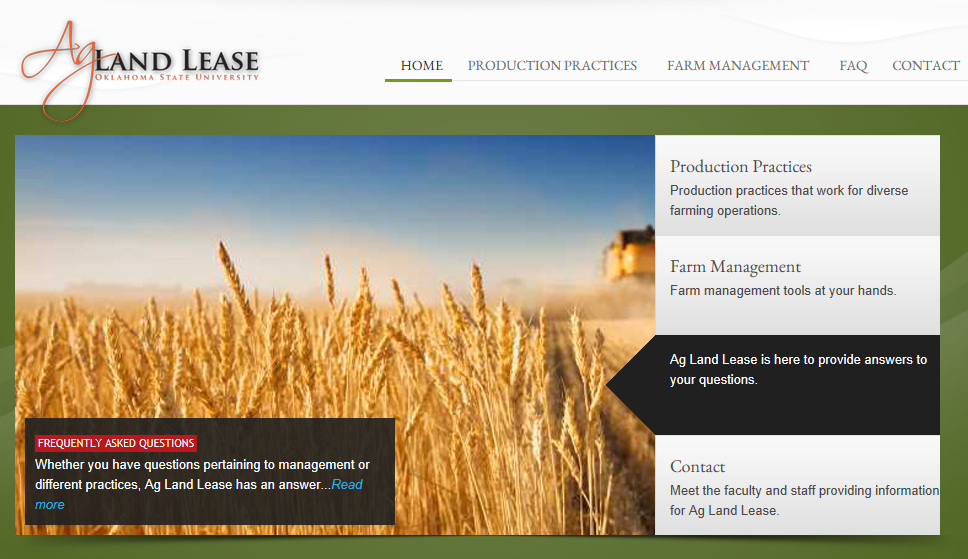 Ag LAND LEASE
OKLAHOMA STATE UNIVERSITY
HOME PRODUCTION PRACTICES FARM MANAGEMENT FAQ CONTACT
Production Practices
Production practices that work for diverse
farming operations.
Farm Management
Farm management tools at your hands.
Ag Land Lease is here to provide answers to
your questions.
Contact
Meet the faculty and staff providing information
for Ag Land Lease.
FREQUENTLY ASKED QUESTIONS
Whether you have questions pertaining to management or
different practices, Ag Land Lease has an answer...Read
more